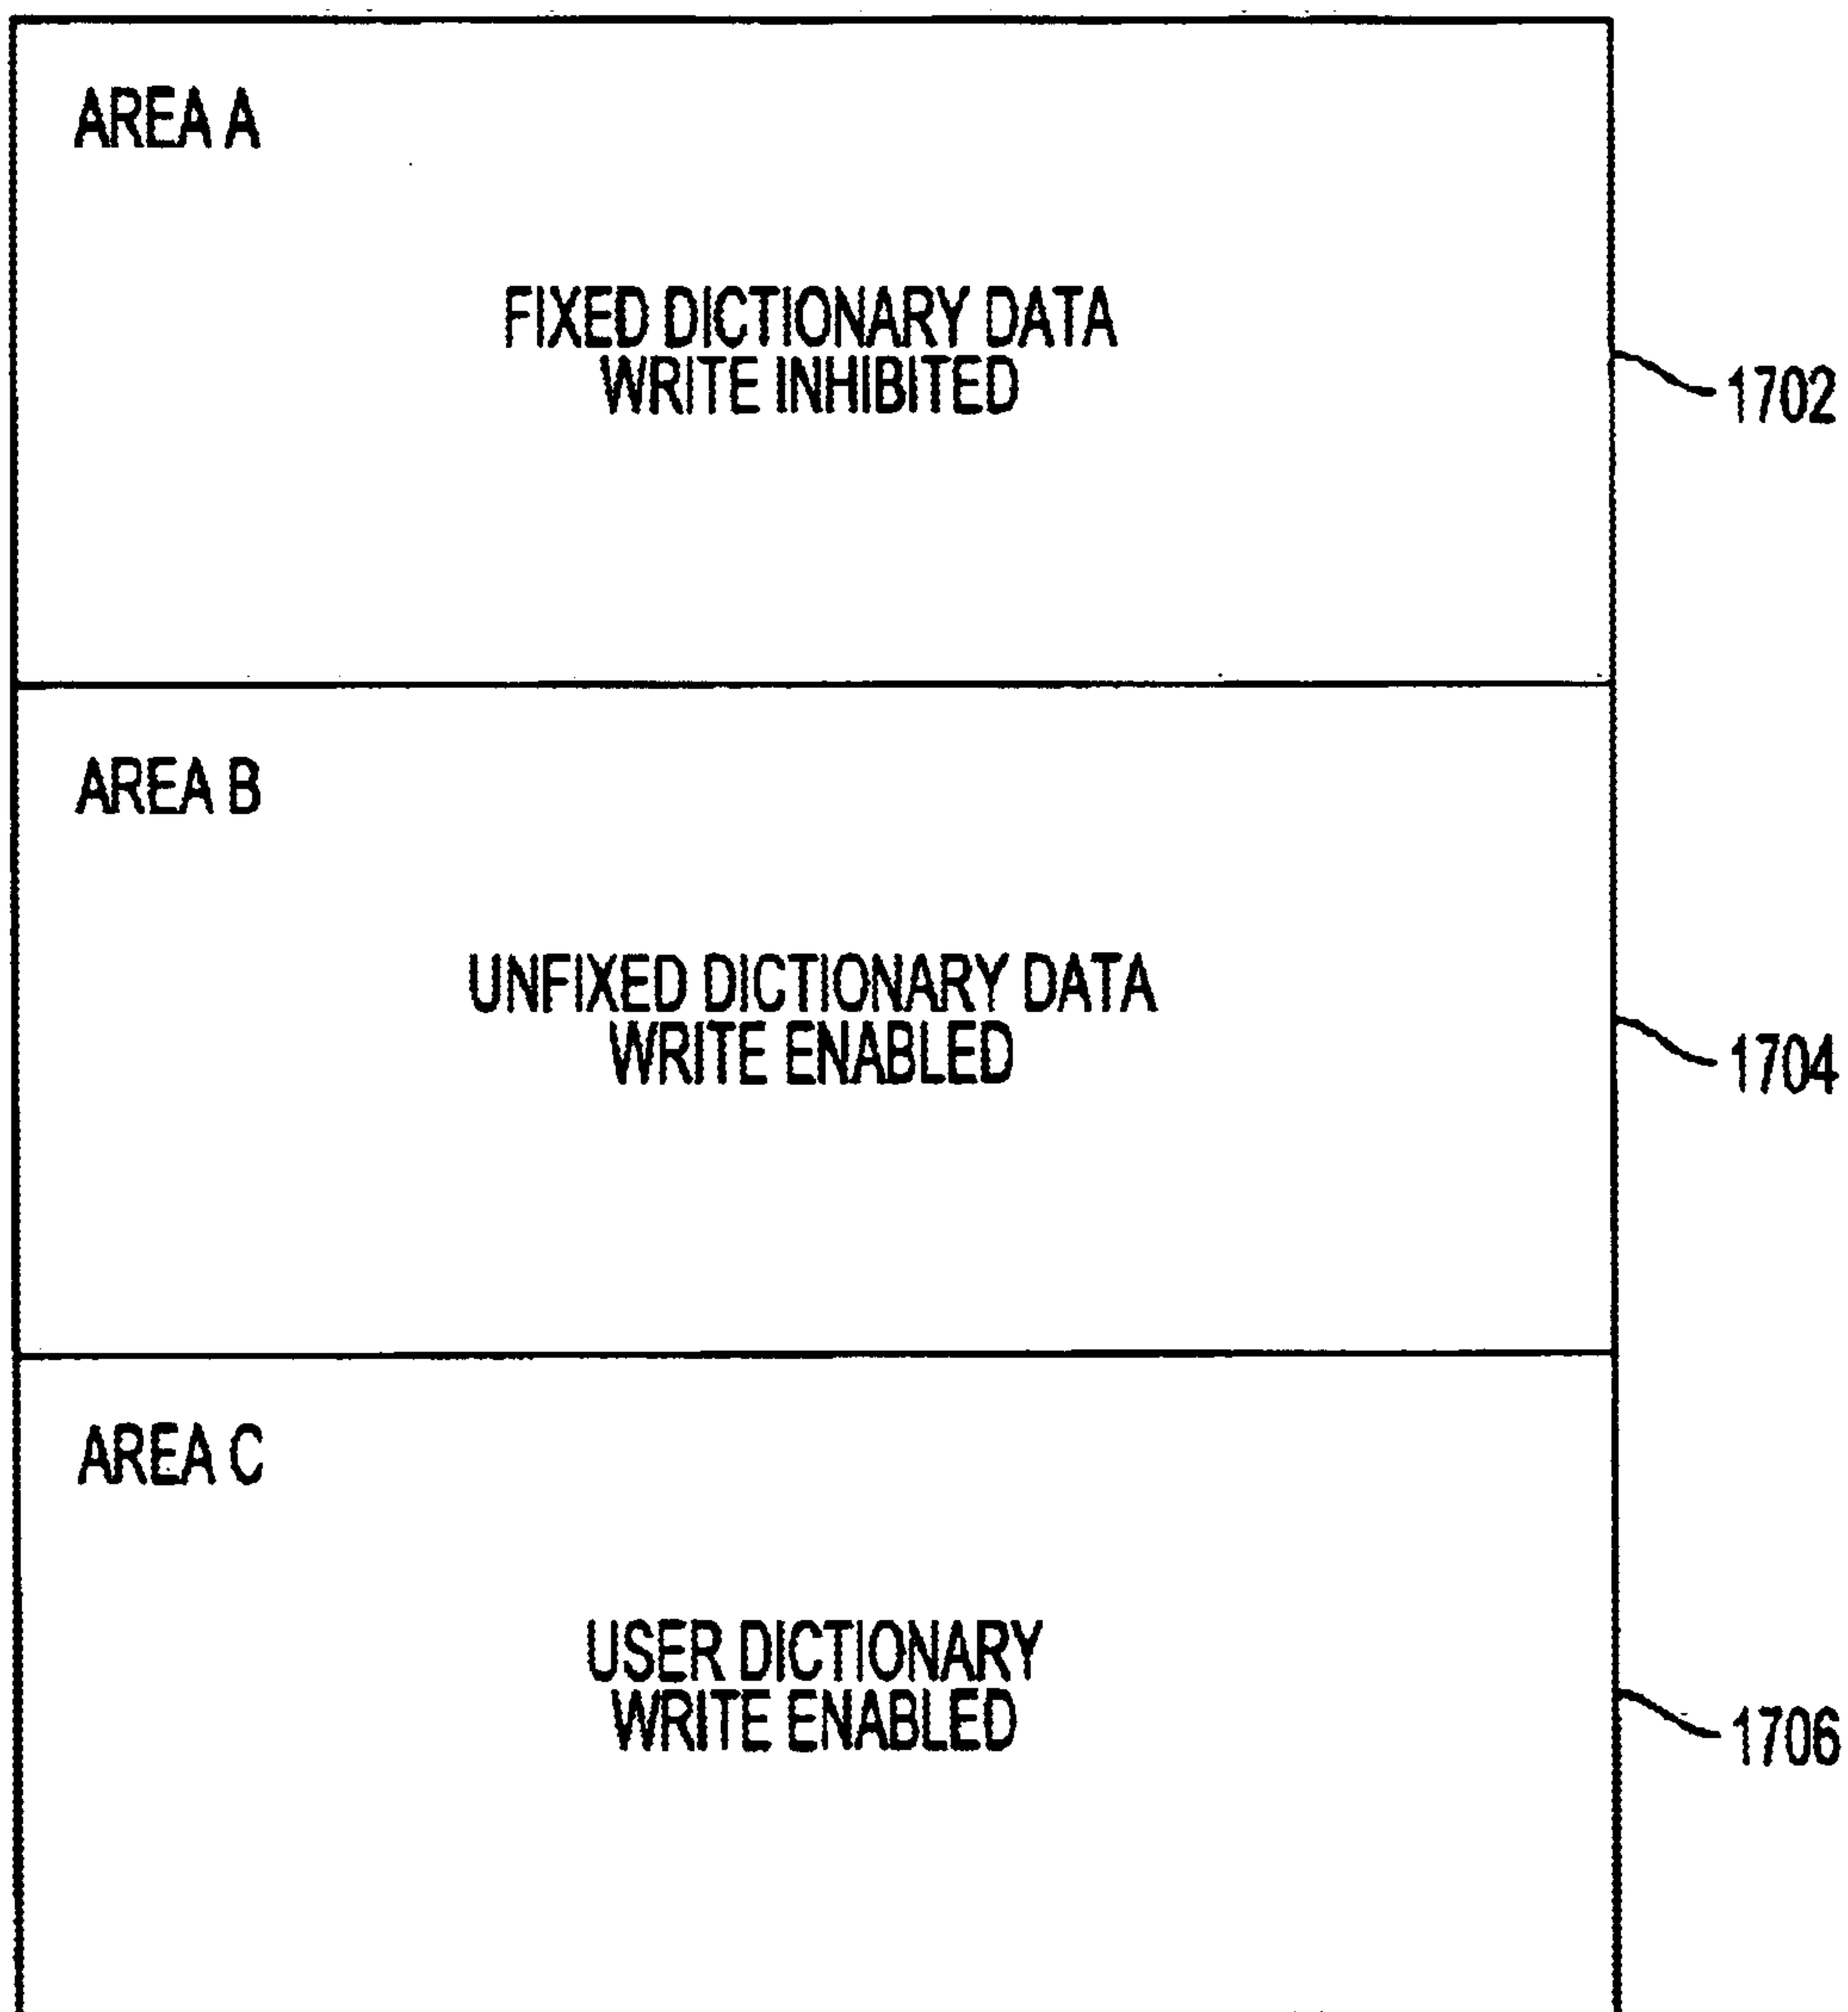 AREA A
FIXED DICTIONARY DATA
WRITE INHIBITED
1702
AREA B
UNFIXED DICTIONARY DATA
WRITE ENABLED
1704
AREA C
USER DICTIONARY
WRITE ENABLED
1706